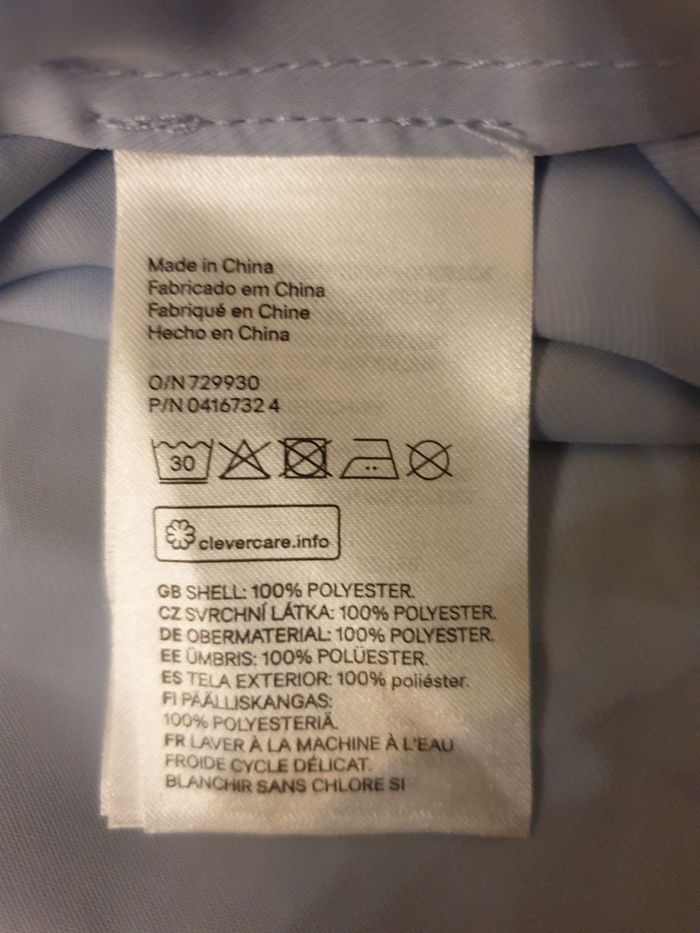 Made in China
Fabricado em China
Fabriqué en Chine
Hecho en China
O/N 729930
P/N 0416732 4
30
clevercare.info
GB SHELL: 100% POLYESTER.
CZ SVRCHNÍ LÁTKA: 100% POLYESTER.
DE OBERMATERIAL: 100% POLYESTER.
EE ÜMBRIS: 100% POLÜESTER.
ES TELA EXTERIOR: 100% poliéster.
FI PÄÄLLISKANGAS:
100% POLYESTERIÄ.
FR LAVER À LA MACHINE À L'EAU
FROIDE CYCLE DÉLICAT.
BLANCHIR SANS CHLORE SI